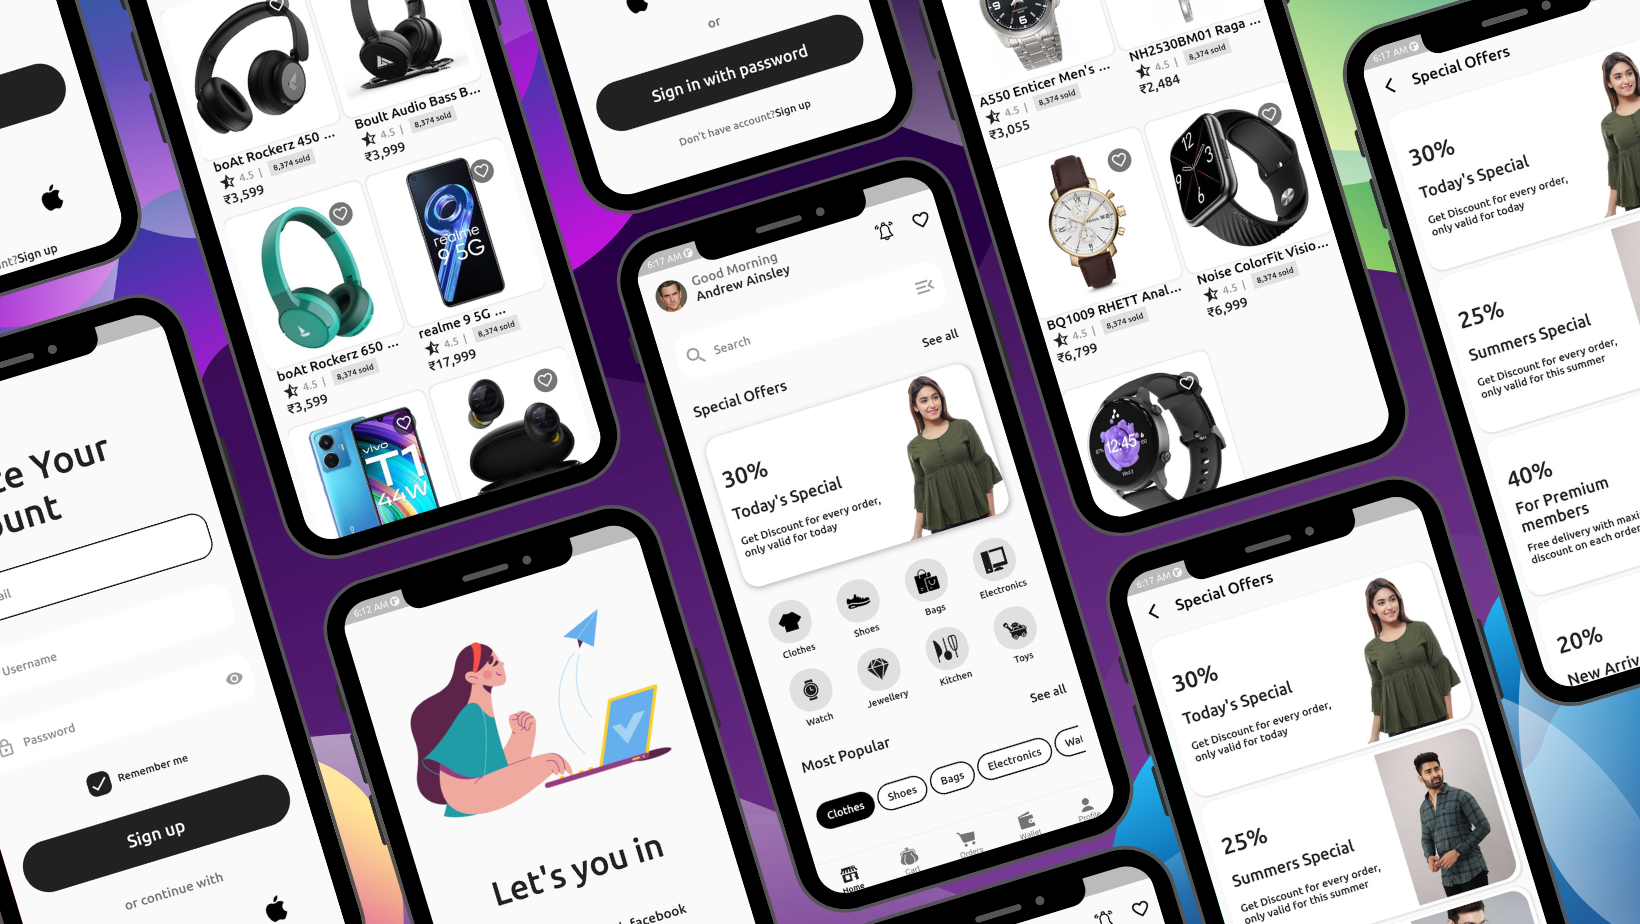 nt?Sign up
te Your
ount
ail
Username
Password
Remember me
Sign up
or continue with
boAt Rockerz 450 ...
4.5 | 8,374 sold
₹3,599
Boult Audio Bass B...
4.5 | 8,374 sold
₹3,999
boAt Rockerz 650 ...
4.5 | 8,374 sold
₹3,599
realme
9 5G
realme 9 5G ...
4.5 | 8,374 sold
₹17,999
vivo
T1
44W
6:12 AM
Let's you in
facebook
or
Sign in with password
Don't have account?Sign up
6:17 AM
Good Morning
Andrew Ainsley
Search
Special Offers
See all
30%
Today's Special
Get Discount for every order,
only valid for today
Clothes
Shoes
Bags
Electronics
Watch
Jewellery
Kitchen
Toys
Most Popular
See all
Clothes
Shoes
Bags
Electronics
Wat
Home
Cart
Orders
Wallet
Profile
A550 Enticer Men's ...
4.5 | 8,374 sold
₹3,055
NH2530BM01 Raga ...
4.5 | 8,374 sold
₹2,484
BQ1009 RHETT Anal...
4.5 | 8,374 sold
₹6,799
Noise ColorFit Visio...
4.5 | 8,374 sold
₹6,999
12:45
6:17 AM
Special Offers
30%
Today's Special
Get Discount for every order,
only valid for today
25%
Summers Special
Get Discount for every order,
only valid for this summer
6:17 AM
Special Offers
30%
Today's Special
Get Discount for every order,
only valid for today
25%
Summers Special
Get Discount for every order,
only valid for this summer
40%
For Premium
members
Free delivery with maxi
discount on each order
20%
New Arriv